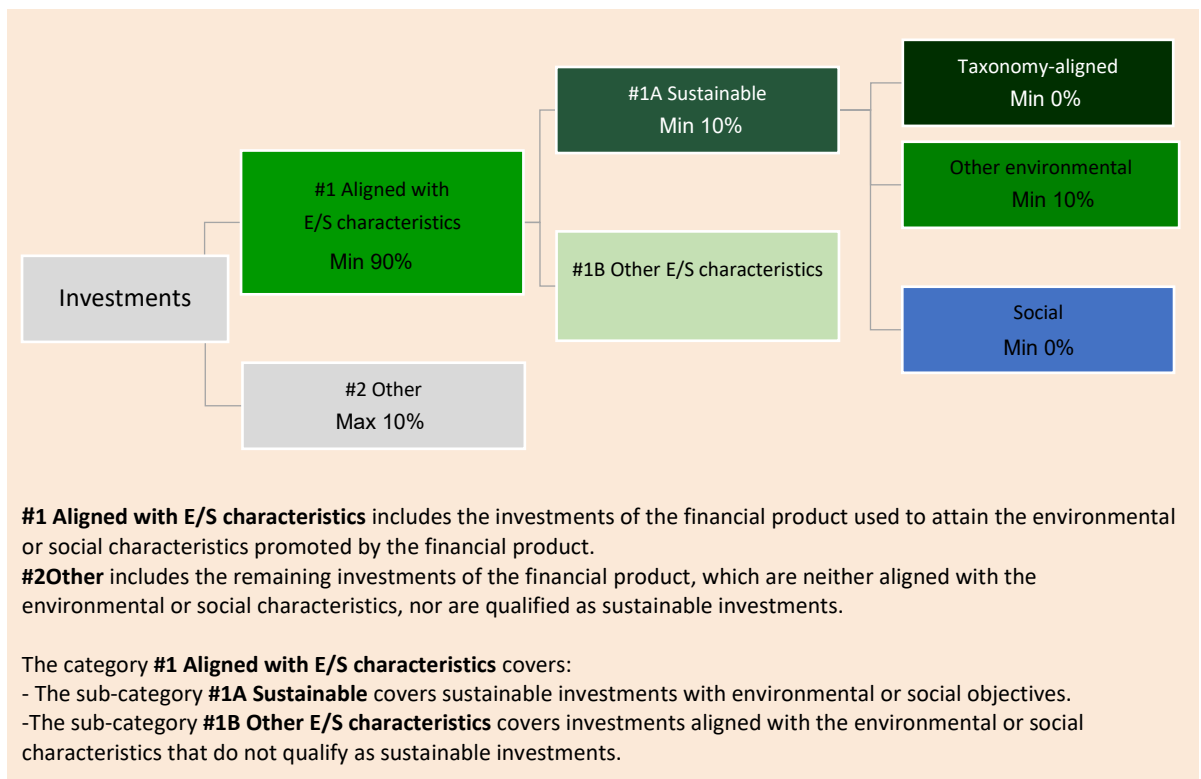 Investments
#1 Aligned with
E/S characteristics
Min 90%
#2 Other
Max 10%
#1A Sustainable
Min 10%
#1B Other E/S characteristics
Taxonomy-aligned
Min 0%
Other environmental
Min 10%
Social
Min 0%
#1 Aligned with E/S characteristics includes the investments of the financial product used to attain the environmental
or social characteristics promoted by the financial product.
#2Other includes the remaining investments of the financial product, which are neither aligned with the
environmental or social characteristics, nor are qualified as sustainable investments.
The category #1 Aligned with E/S characteristics covers:
- The sub-category #1A Sustainable covers sustainable investments with environmental or social objectives.
-The sub-category #1B Other E/S characteristics covers investments aligned with the environmental or social
characteristics that do not qualify as sustainable investments.